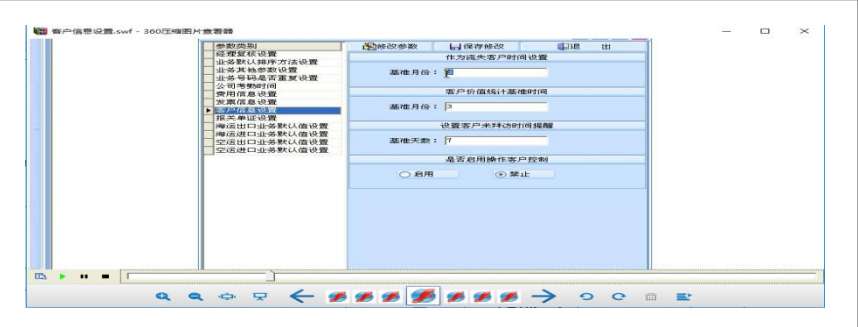 客户信息设置.swf - 360压缩图片查看器
参数类别
修改参数 保存修改 退 出
经理复核设置
业务默认排序方法设置
业务其他参数设置
业务号码是否重复设置
公司考勤时间
费用信息设置
发票信息设置
客户信息设置
报关单证设置
海运出口业务默认值设置
海运进口业务默认值设置
空运出口业务默认值设置
空运进口业务默认值设置
作为流失客户时间设置
基准月份：
客户价值统计基准时间
基准月份： 3
设置客户未拜访时间提醒
基准天数： 7
是否启用操作客户控制
启用 禁止